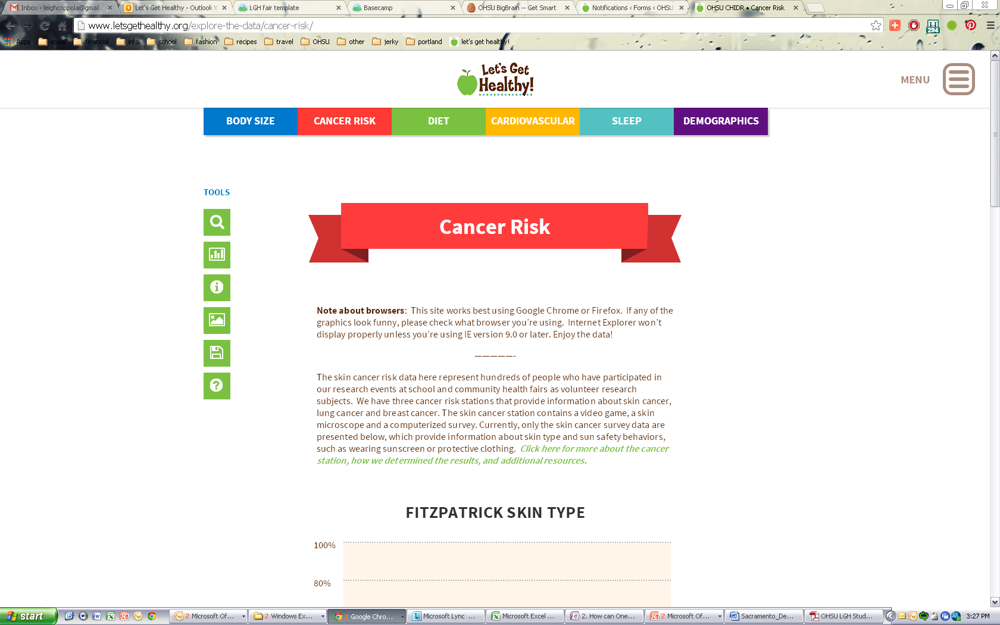 Inbox - leighcoppola@gmail.c
Let's Get Healthy - Outlook V
LGH fair template
Basecamp
OHSU BigBrain -- Get Smart
Notifications ‹ Forms ‹ OHSU
OHSU CHIDR • Cancer Risk
www.letsgethealthy.org/explore-the-data/cancer-risk/
294
Apps
social
financial
info
school
fashion
recipes
travel
OHSU
other
jerky
portland
let's get healthy!
Let's Get
Healthy!
MENU
BODY SIZE
CANCER RISK
DIET
CARDIOVASCULAR
SLEEP
DEMOGRAPHICS
TOOLS
Cancer Risk
Note about browsers: This site works best using Google Chrome or Firefox. If any of the
graphics look funny, please check what browser you're using. Internet Explorer won't
display properly unless you're using IE version 9.0 or later. Enjoy the data!
—————-
The skin cancer risk data here represent hundreds of people who have participated in
our research events at school and community health fairs as volunteer research
subjects. We have three cancer risk stations that provide information about skin cancer,
lung cancer and breast cancer. The skin cancer station contains a video game, a skin
microscope and a computerized survey. Currently, only the skin cancer survey data are
presented below, which provide information about skin type and sun safety behaviors,
such as wearing sunscreen or protective clothing. Click here for more about the cancer
station, how we determined the results, and additional resources.
FITZPATRICK SKIN TYPE
100%
80%
start
2 Microsoft Of...
2 Windows Ex...
2 Google Chro...
Microsoft Lync ...
Microsoft Excel ...
2. How can One...
2 Microsoft Of...
Sacramento_De...
OHSU LGH Stud...
3:27 PM